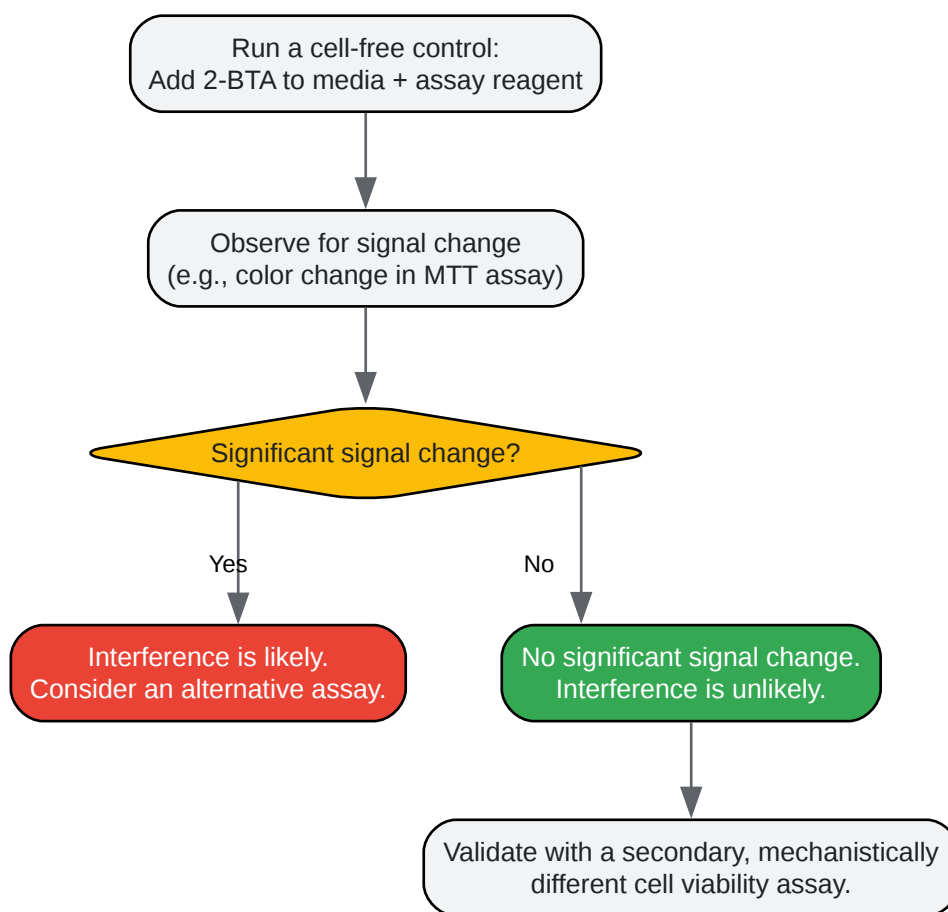 Run a cell-free control:
Add 2-BTA to media + assay reagent
Observe for signal change
(e.g., color change in MTT assay)
Significant signal change?
Yes
No
Interference is likely.
Consider an alternative assay.
No significant signal change.
Interference is unlikely.
Validate with a secondary, mechanistically
different cell viability assay.